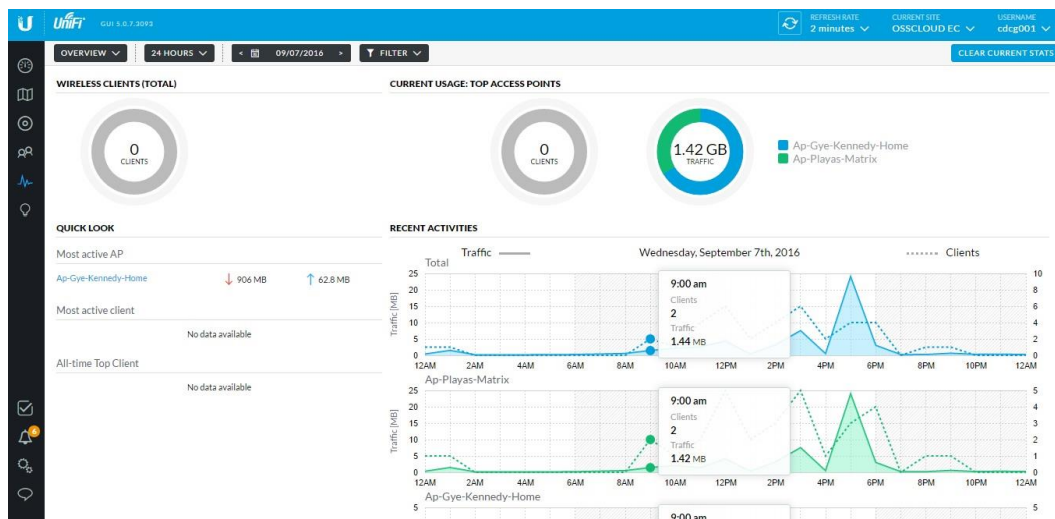 UniFi GUI 5.0.7.3093
REFRESH RATE
2 minutes
CURRENT SITE
OSSCLOUD EC
USERNAME
cdcg001
OVERVIEW
24 HOURS
< 09/07/2016 >
FILTER
CLEAR CURRENT STATS
WIRELESS CLIENTS (TOTAL)
0
CLIENTS
CURRENT USAGE: TOP ACCESS POINTS
0
CLIENTS
1.42 GB
TRAFFIC
Ap-Gye-Kennedy-Home
Ap-Playas-Matrix
QUICK LOOK
Most active AP
Ap-Gye-Kennedy-Home ↓ 906 MB ↑ 62.8 MB
Most active client
No data available
All-time Top Client
No data available
6
RECENT ACTIVITIES
Traffic Wednesday, September 7th, 2016 Clients
Total
Traffic [MB]
25
20
15
10
5
0
10
8
6
4
2
0
9:00 am
Clients
2
Traffic
1.44 MB
12AM 2AM 4AM 6AM 8AM 10AM 12PM 2PM 4PM 6PM 8PM 10PM 12AM
Ap-Playas-Matrix
Traffic [MB]
25
20
15
10
5
0
5
4
3
2
1
0
9:00 am
Clients
2
Traffic
1.42 MB
12AM 2AM 4AM 6AM 8AM 10AM 12PM 2PM 4PM 6PM 8PM 10PM 12AM
Ap-Gye-Kennedy-Home
5
5
9:00 am